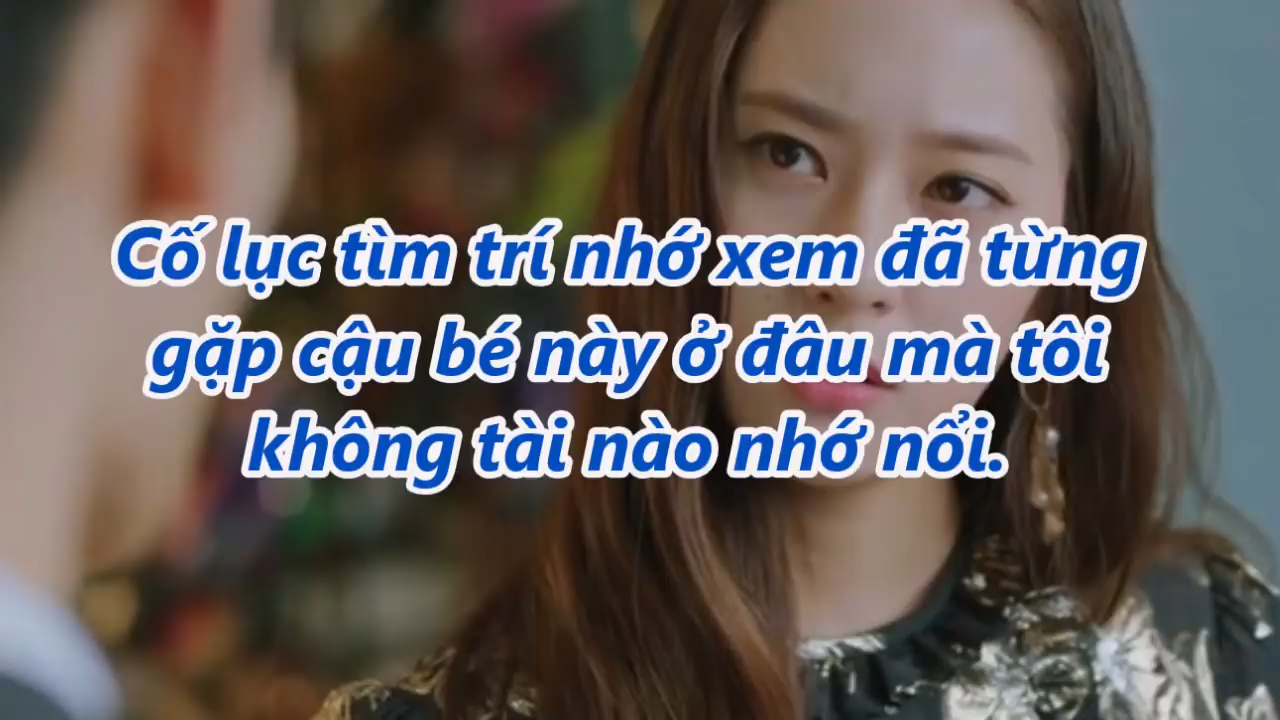 Cố lục tìm trí nhớ xem đã từng
gặp cậu bé này ở đâu mà tôi
không tài nào nhớ nổi.